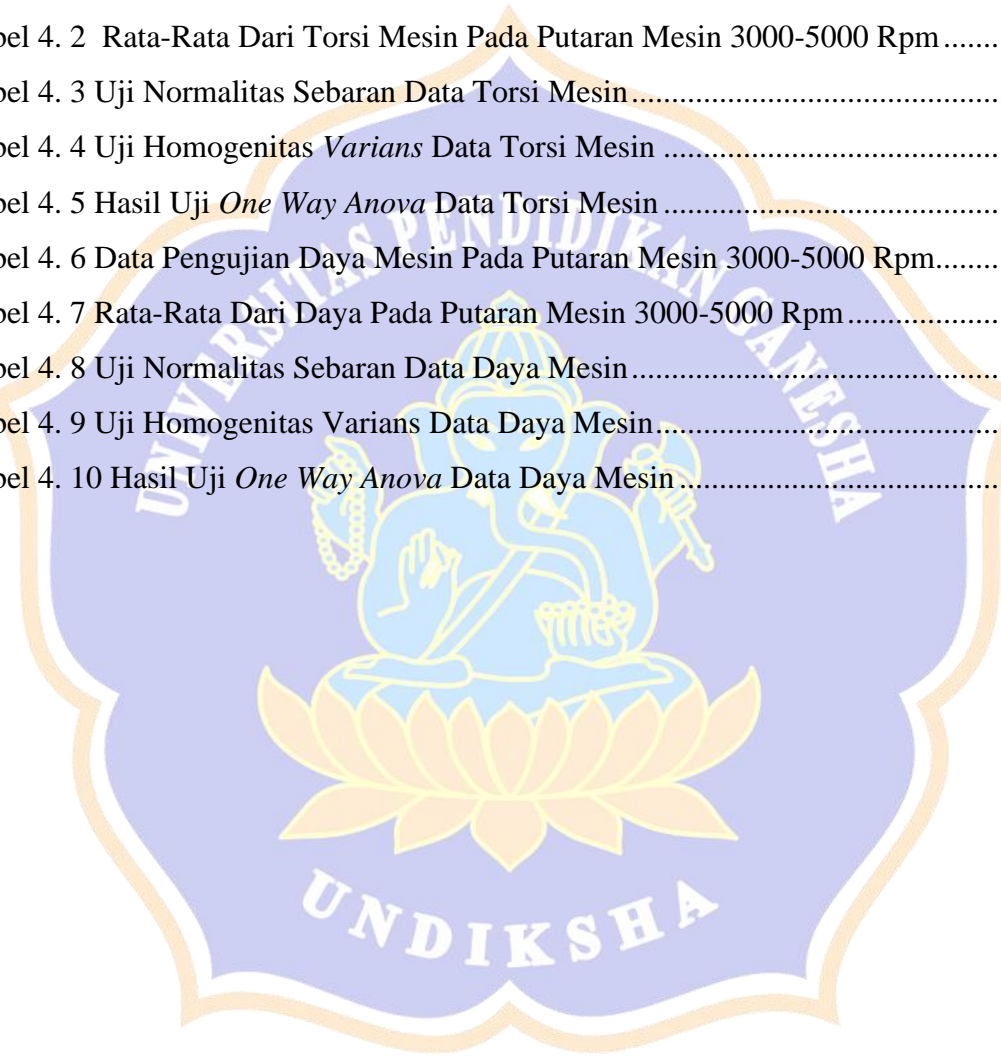 bel 4. 2 Rata-Rata Dari Torsi Mesin Pada Putaran Mesin 3000-5000 Rpm.......
bel 4. 3 Uji Normalitas Sebaran Data Torsi Mesin.............................................
bel 4. 4 Uji Homogenitas Varians Data Torsi Mesin .........................................
bel 4. 5 Hasil Uji One Way Anova Data Torsi Mesin .........................................
bel 4. 6 Data Pengujian Daya Mesin Pada Putaran Mesin 3000-5000 Rpm........
bel 4. 7 Rata-Rata Dari Daya Pada Putaran Mesin 3000-5000 Rpm...................
bel 4. 8 Uji Normalitas Sebaran Data Daya Mesin.............................................
bel 4. 9 Uji Homogenitas Varians Data Daya Mesin..........................................
bel 4. 10 Hasil Uji One Way Anova Data Daya Mesin .......................................
UNIVERSITAS PENDIDIKAN GANESHA
UNDIKSHA